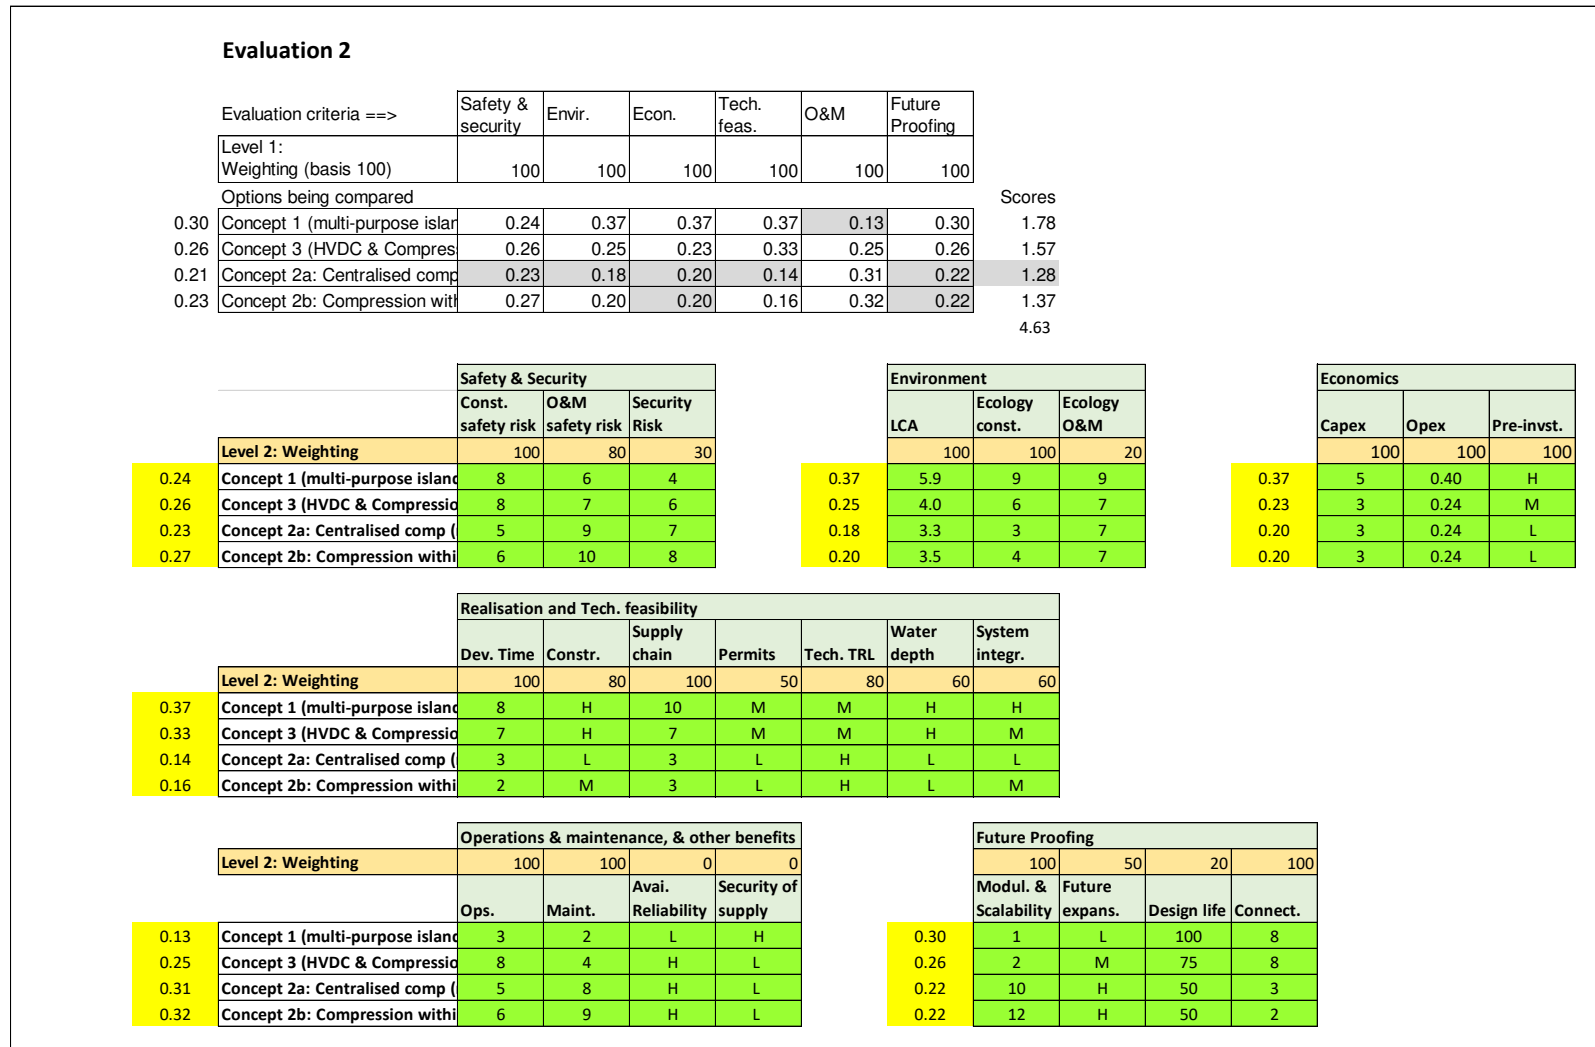 Evaluation 2
Evaluation criteria ==> Safety & security Envir. Econ. Tech. feas. O&M Future Proofing
Level 1:
Weighting (basis 100) 100 100 100 100 100 100
Options being compared Scores
0.30 Concept 1 (multi-purpose islan 0.24 0.37 0.37 0.37 0.13 0.30 1.78
0.26 Concept 3 (HVDC & Compres 0.26 0.25 0.23 0.33 0.25 0.26 1.57
0.21 Concept 2a: Centralised comp 0.23 0.18 0.20 0.14 0.31 0.22 1.28
0.23 Concept 2b: Compression with 0.27 0.20 0.20 0.16 0.32 0.22 1.37
4.63
Safety & Security Environment Economics
Const. safety risk O&M safety risk Security Risk LCA Ecology const. Ecology O&M Capex Opex Pre-invst.
Level 2: Weighting 100 80 30 100 100 20 100 100 100
0.24 Concept 1 (multi-purpose island 8 6 4 0.37 5.9 9 9 0.37 5 0.40 H
0.26 Concept 3 (HVDC & Compressio 8 7 6 0.25 4.0 6 7 0.23 3 0.24 M
0.23 Concept 2a: Centralised comp ( 5 9 7 0.18 3.3 3 7 0.20 3 0.24 L
0.27 Concept 2b: Compression withi 6 10 8 0.20 3.5 4 7 0.20 3 0.24 L
Realisation and Tech. feasibility
Dev. Time Constr. Supply chain Permits Tech. TRL Water depth System integr.
Level 2: Weighting 100 80 100 50 80 60 60
0.37 Concept 1 (multi-purpose island 8 H 10 M M H H
0.33 Concept 3 (HVDC & Compressio 7 H 7 M M H M
0.14 Concept 2a: Centralised comp ( 3 L 3 L H L L
0.16 Concept 2b: Compression withi 2 M 3 L H L M
Operations & maintenance, & other benefits Future Proofing
Level 2: Weighting 100 100 0 0 100 50 20 100
Ops. Maint. Avai. Reliability Security of supply Modul. & Scalability Future expans. Design life Connect.
0.13 Concept 1 (multi-purpose island 3 2 L H 0.30 1 L 100 8
0.25 Concept 3 (HVDC & Compressio 8 4 H L 0.26 2 M 75 8
0.31 Concept 2a: Centralised comp ( 5 8 H L 0.22 10 H 50 3
0.32 Concept 2b: Compression withi 6 9 H L 0.22 12 H 50 2